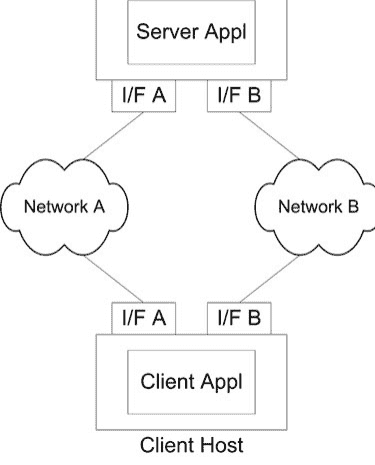 Server Appl
I/F A
I/F B
Network A
Network B
I/F A
I/F B
Client Appl
Client Host